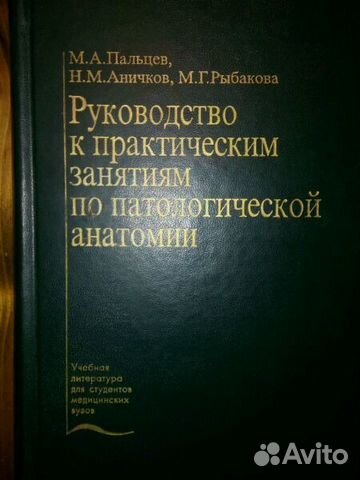 М.А.Пальцев,
Н.М.Аничков, М.Г.Рыбакова
Руководство
к практическим
занятиям
по патологической
анатомии
Учебная
литература
для студентов
медицинских
вузов
Avito